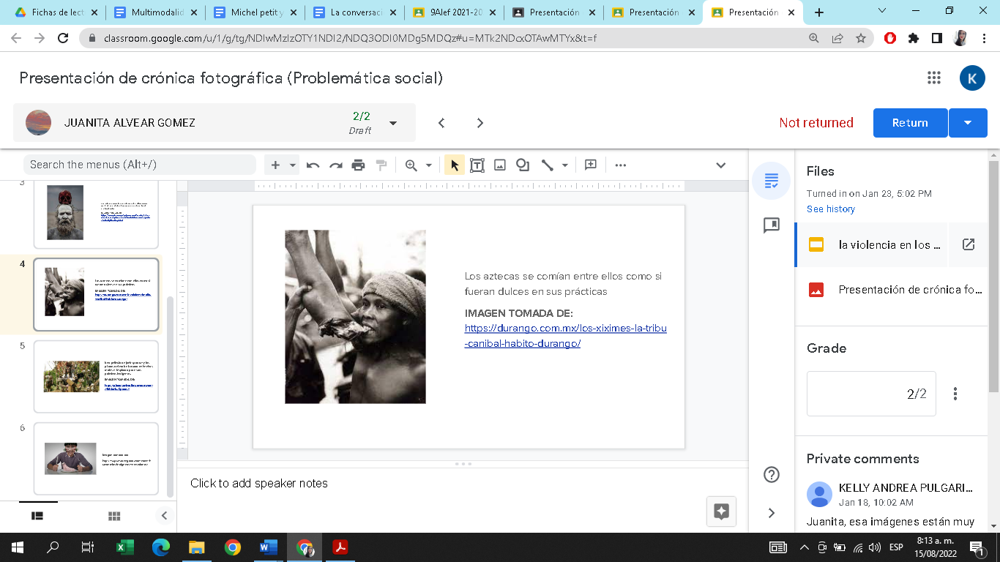 Fichas de lect
Multimodalid
Michel petit y
La conversaci
9Alef 2021-20
Presentación
Presentación
Presentación
classroom.google.com/u/1/g/tg/NDIwMzIzOTY1NDJ2/NDQ3ODI0MDg5MDQz#u=MTk2NDcxOTAwMTYx&t=f
Presentación de crónica fotográfica (Problemática social)
K
JUANITA ALVEAR GOMEZ
2/2
Draft
Not returned
Return
Search the menus (Alt+/)
Files
Turned in on Jan 23, 5:02 PM
See history
la violencia en los ...
Presentación de crónica fo...
Grade
2/2
Private comments
KELLY ANDREA PULGARI...
Jan 18, 10:02 AM
Juanita, esa imágenes están muy
3
4
5
6
Los aztecas se comían entre ellos como si
fueran dulces en sus prácticas
IMAGEN TOMADA DE:
https://durango.com.mx/los-xiximes-la-tribu
-canibal-habito-durango/
Click to add speaker notes
ESP
8:13 a. m.
15/08/2022
1